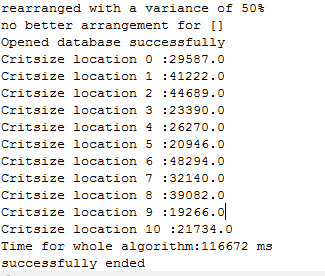 rearranged with a variance of 50%
no better arrangement for []
Opened database successfully
Critsize location 0 :29587.0
Critsize location 1 :41222.0
Critsize location 2 :44689.0
Critsize location 3 :23390.0
Critsize location 4 :26270.0
Critsize location 5 :20946.0
Critsize location 6 :48294.0
Critsize location 7 :32140.0
Critsize location 8 :39082.0
Critsize location 9 :19266.0
Critsize location 10 :21734.0
Time for whole algorithm:116672 ms
successfully ended